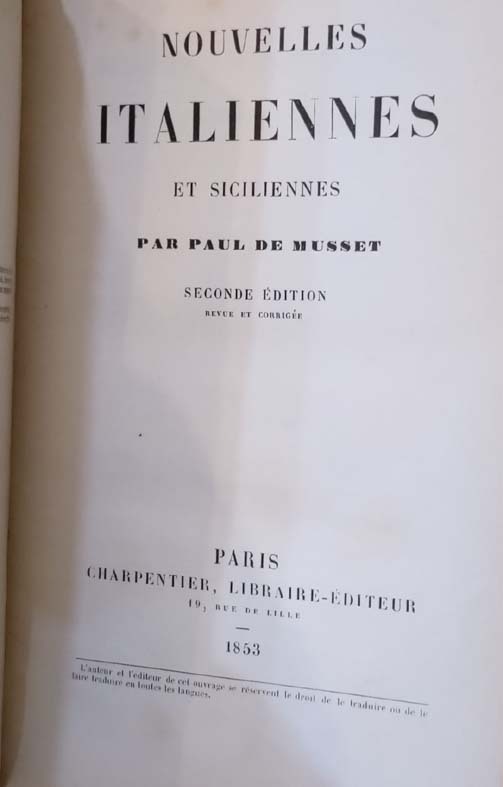 NOUVELLES
ITALIENNES
ET SICILIENNES
PAR PAUL DE MUSSET
SECONDE ÉDITION
REVUE ET CORRIGÉE
PARIS
CHARPENTIER, LIBRAIRE-ÉDITEUR
19, RUE DE LILLE
1853
L'auteur et l'éditeur de cet ouvrage se réservent le droit de le traduire ou de le
faire traduire en toutes les langues.